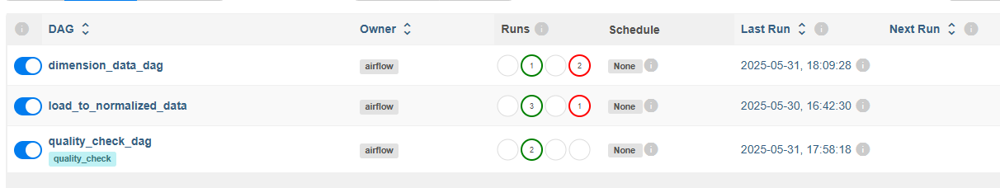 DAG Owner Runs Schedule Last Run Next Run
dimension_data_dag airflow 1 2 None 2025-05-31, 18:09:28
load_to_normalized_data airflow 3 1 None 2025-05-30, 16:42:30
quality_check_dag airflow 2 None 2025-05-31, 17:58:18
quality_check